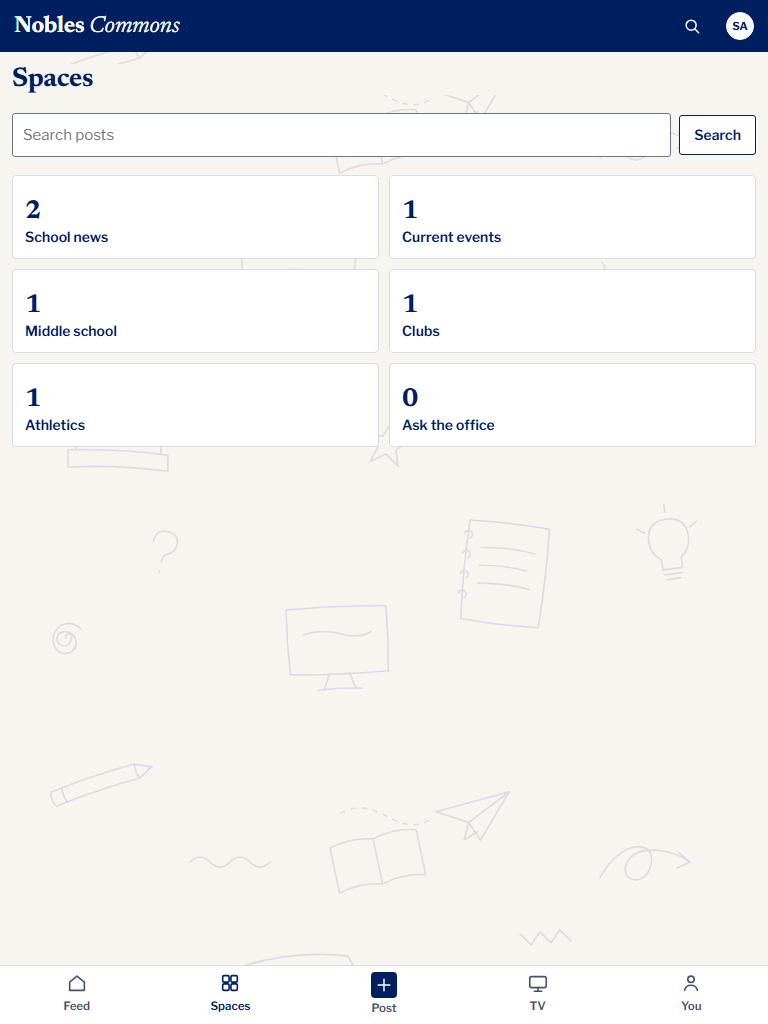 Nobles Commons
SA
Spaces
Search posts
Search
2
School news
1
Current events
1
Middle school
1
Clubs
1
Athletics
0
Ask the office
?
Feed
Spaces
Post
TV
You